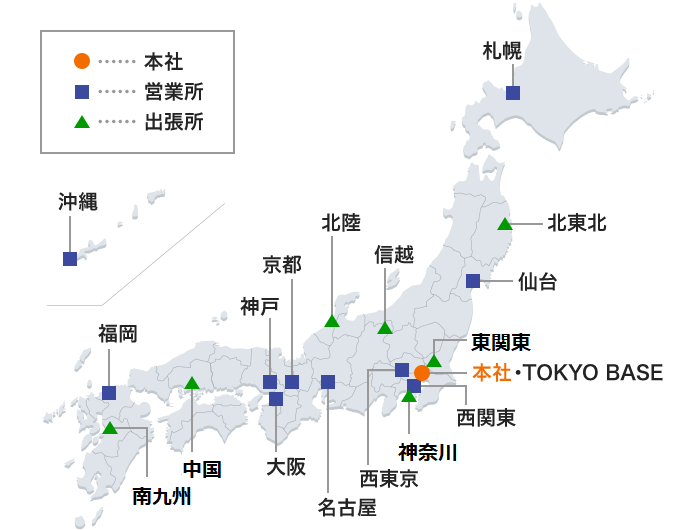 本社
営業所
出張所
札幌
沖縄
北陸
北東北
信越
京都
仙台
神戸
福岡
東関東
本社・TOKYO BASE
西関東
神奈川
大阪
中国
西東京
南九州
名古屋